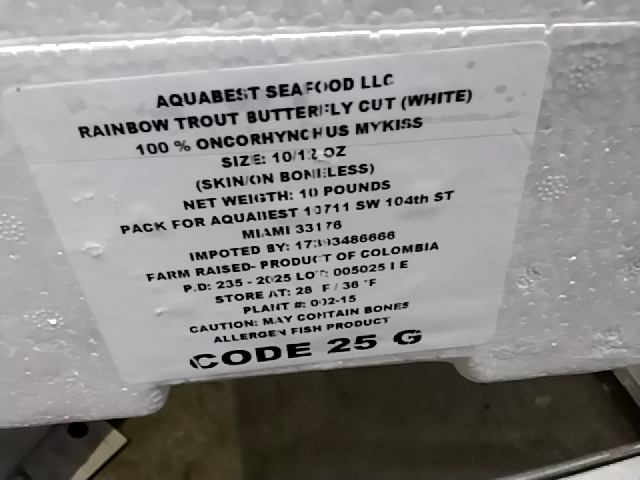 AQUABEST SEAFOOD LLC
RAINBOW TROUT BUTTERFLY CUT (WHITE)
100 % ONCORHYNCHUS MYKISS
SIZE: 10/12 OZ
(SKIN/ON BONELESS)
NET WEIGTH: 10 POUNDS
PACK FOR AQUABEST 10711 SW 104th ST
MIAMI 33176
IMPOTED BY:
FARM RAISED- PRODUCT OF COLOMBIA
P.D: 235 - 2025 LOT: 005025 1 E
STORE AT: 28 °F / 36 °F
PLANT #: 002-15
CAUTION: MAY CONTAIN BONES
ALLERGEN FISH PRODUCT
CODE 25 G